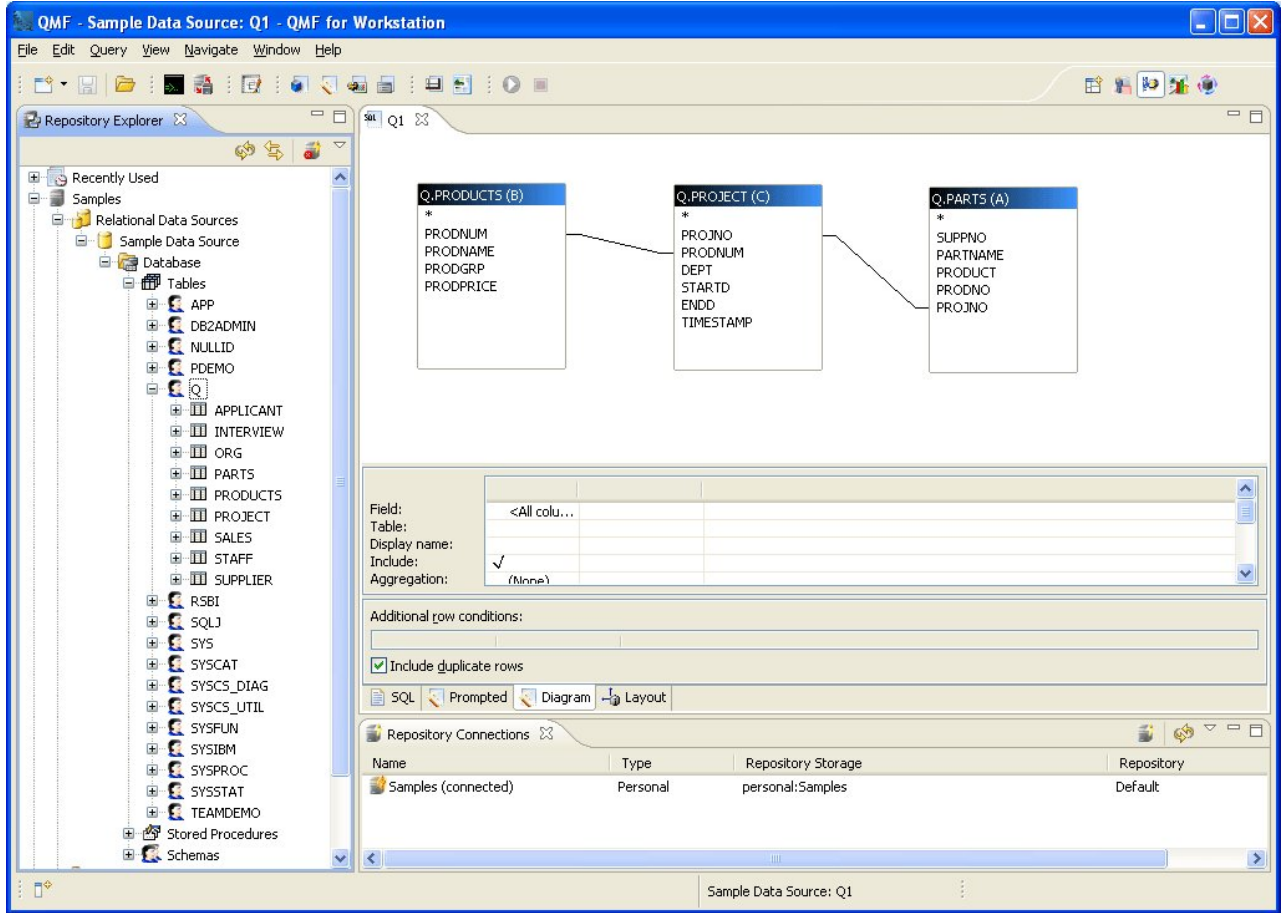 QMF - Sample Data Source: Q1 - QMF for Workstation
File Edit Query View Navigate Window Help
Repository Explorer
Recently Used
Samples
Relational Data Sources
Sample Data Source
Database
Tables
APP
DB2ADMIN
NULLID
PDEMO
Q
APPLICANT
INTERVIEW
ORG
PARTS
PRODUCTS
PROJECT
SALES
STAFF
SUPPLIER
RSBI
SQLJ
SYS
SYSCAT
SYSCS_DIAG
SYSCS_UTIL
SYSFUN
SYSIBM
SYSPROC
SYSSTAT
TEAMDEMO
Stored Procedures
Schemas
SQL Q1
Q.PRODUCTS (B)
*
PRODNUM
PRODNAME
PRODGRP
PRODPRICE
Q.PROJECT (C)
*
PROJNO
PRODNUM
DEPT
STARTD
ENDD
TIMESTAMP
Q.PARTS (A)
*
SUPPNO
PARTNAME
PRODUCT
PRODNO
PROJNO
Field: <All colu...
Table:
Display name:
Include:
Aggregation: (None)
Additional row conditions:
Include duplicate rows
SQL Prompted Diagram Layout
Repository Connections
Name Type Repository Storage Repository
Samples (connected) Personal personal:Samples Default
Sample Data Source: Q1